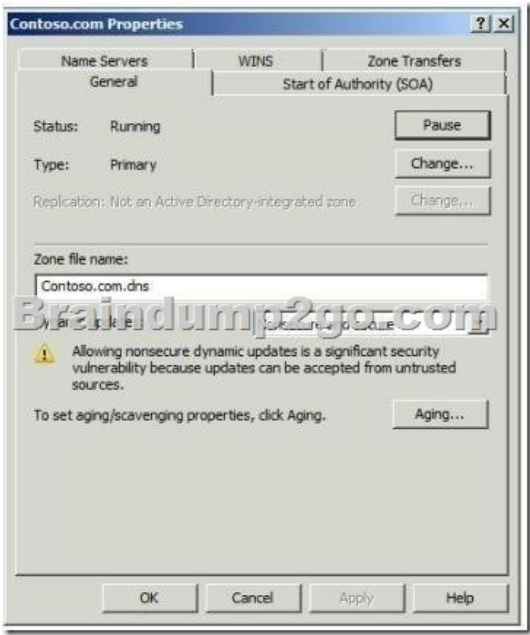 Contoso.com Properties
Name Servers WINS Zone Transfers
General Start of Authority (SOA)
Status: Running Pause
Type: Primary Change...
Replication: Not an Active Directory-integrated zone Change...
Zone file name:
Contoso.com.dns
Braindump2go.com
Allowing nonsecure dynamic updates is a significant security
vulnerability because updates can be accepted from untrusted
sources.
To set aging/scavenging properties, click Aging. Aging...
OK Cancel Apply Help